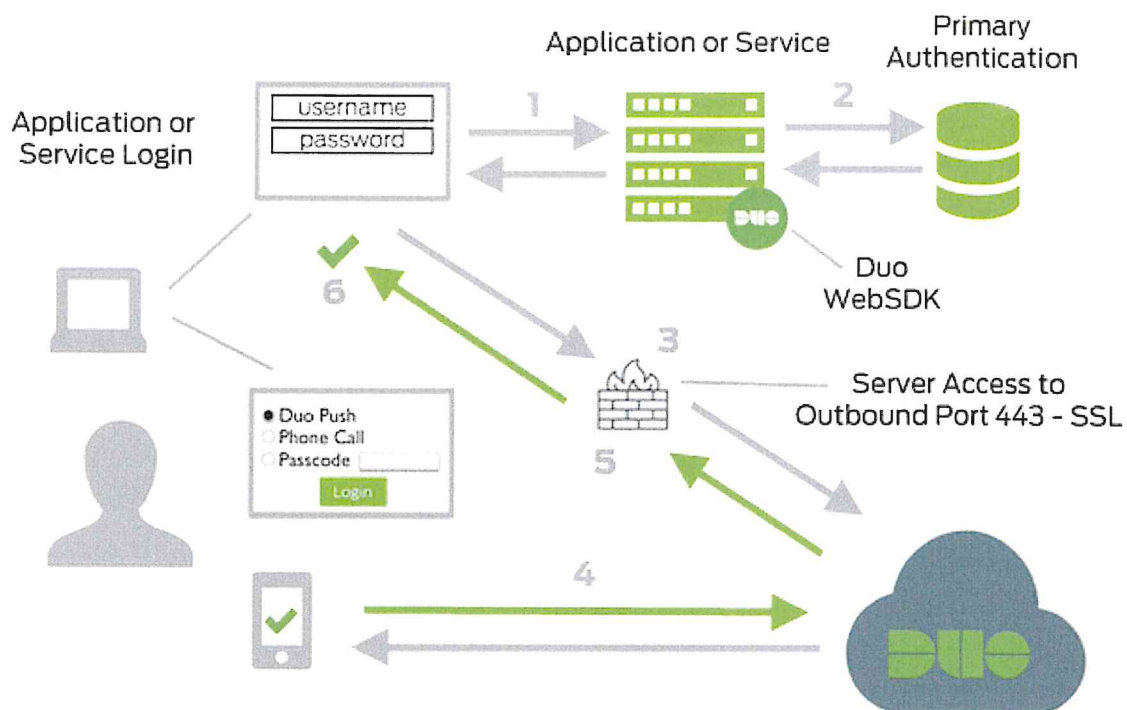 Primary
Authentication
Application or Service
username
password
1
2
Application or
Service Login
DUO
Duo
WebSDK
6
3
Server Access to
Outbound Port 443 - SSL
Duo Push
Phone Call
Passcode
Login
5
4
DUO